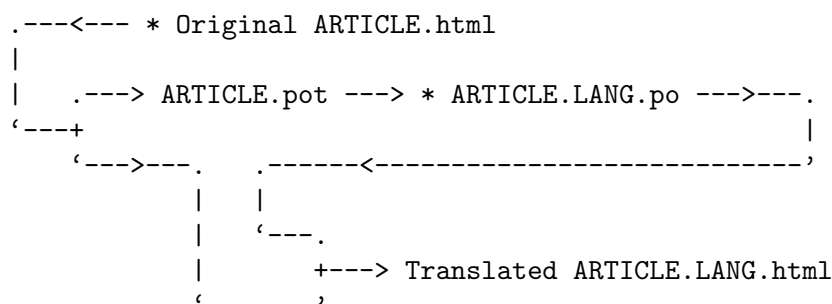 .---<--- * Original ARTICLE.html
|
|   .---> ARTICLE.pot ---> * ARTICLE.LANG.po --->---.
‘---+                                               |
    ‘--->---.   .------<----------------------------’
            |   |
            |   ‘---.
            |       +---> Translated ARTICLE.LANG.html
            ‘       ’